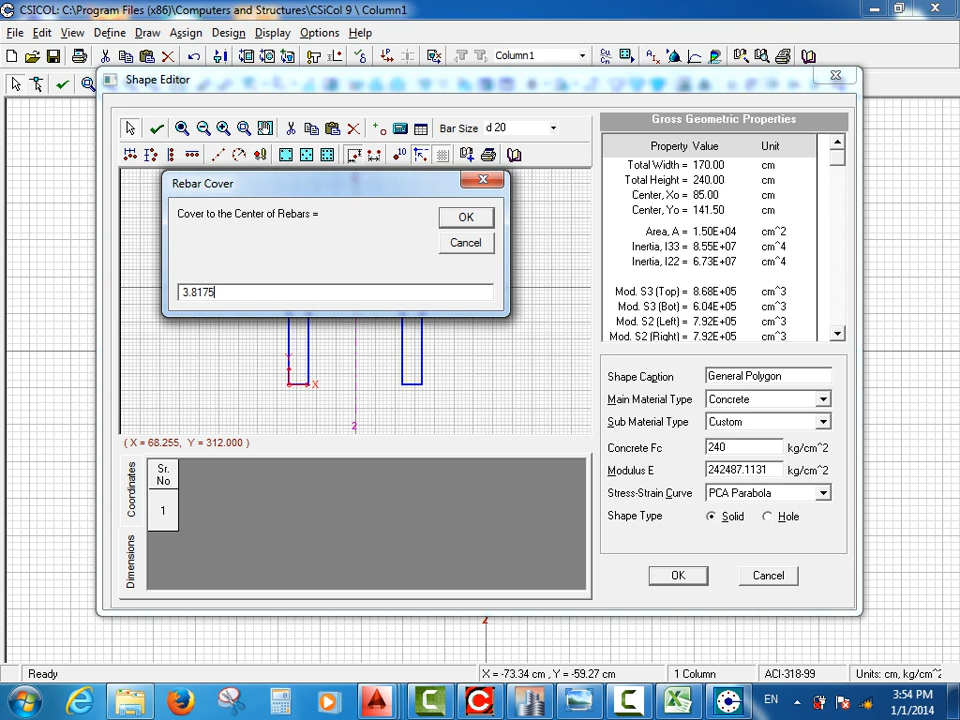 CSICOL: C:\Program Files (x86)\Computers and Structures\CSiCol 9 \ Column1
File Edit View Define Draw Assign Design Display Options Help
Column1
Shape Editor
Bar Size d 20
Rebar Cover
Cover to the Center of Rebars =
OK
Cancel
3.8175
X
2
( X = 68.255, Y = 312.000 )
Coordinates
Dimensions
Sr.
No
1
Gross Geometric Properties
Property Value Unit
Total Width = 170.00 cm
Total Height = 240.00 cm
Center, Xo = 85.00 cm
Center, Yo = 141.50 cm
Area, A = 1.50E+04 cm^2
Inertia, I33 = 8.55E+07 cm^4
Inertia, I22 = 6.73E+07 cm^4
Mod. S3 (Top) = 8.68E+05 cm^3
Mod. S3 (Bot) = 6.04E+05 cm^3
Mod. S2 (Left) = 7.92E+05 cm^3
Mod. S2 (Right) = 7.92E+05 cm^3
Shape Caption General Polygon
Main Material Type Concrete
Sub Material Type Custom
Concrete Fc 240 kg/cm^2
Modulus E 242487.1131 kg/cm^2
Stress-Strain Curve PCA Parabola
Shape Type Solid Hole
OK Cancel
2
Ready X = -73.34 cm , Y = -59.27 cm 1 Column ACI-318-99 Units: cm, kg/cm^2
EN 3:54 PM
1/1/2014